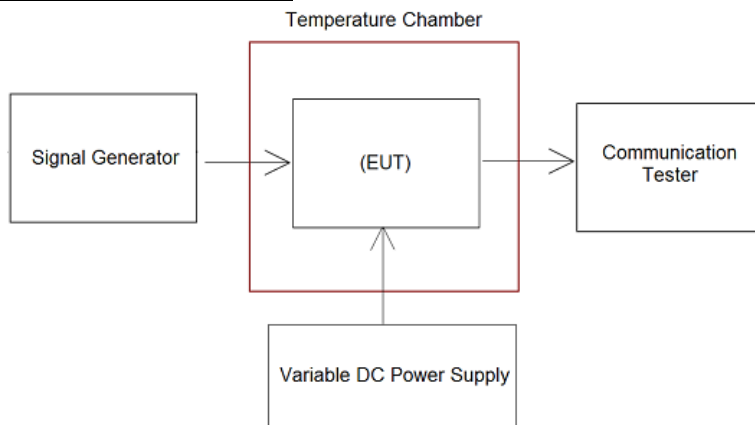 Temperature Chamber
Signal Generator
(EUT)
Communication
Tester
Variable DC Power Supply